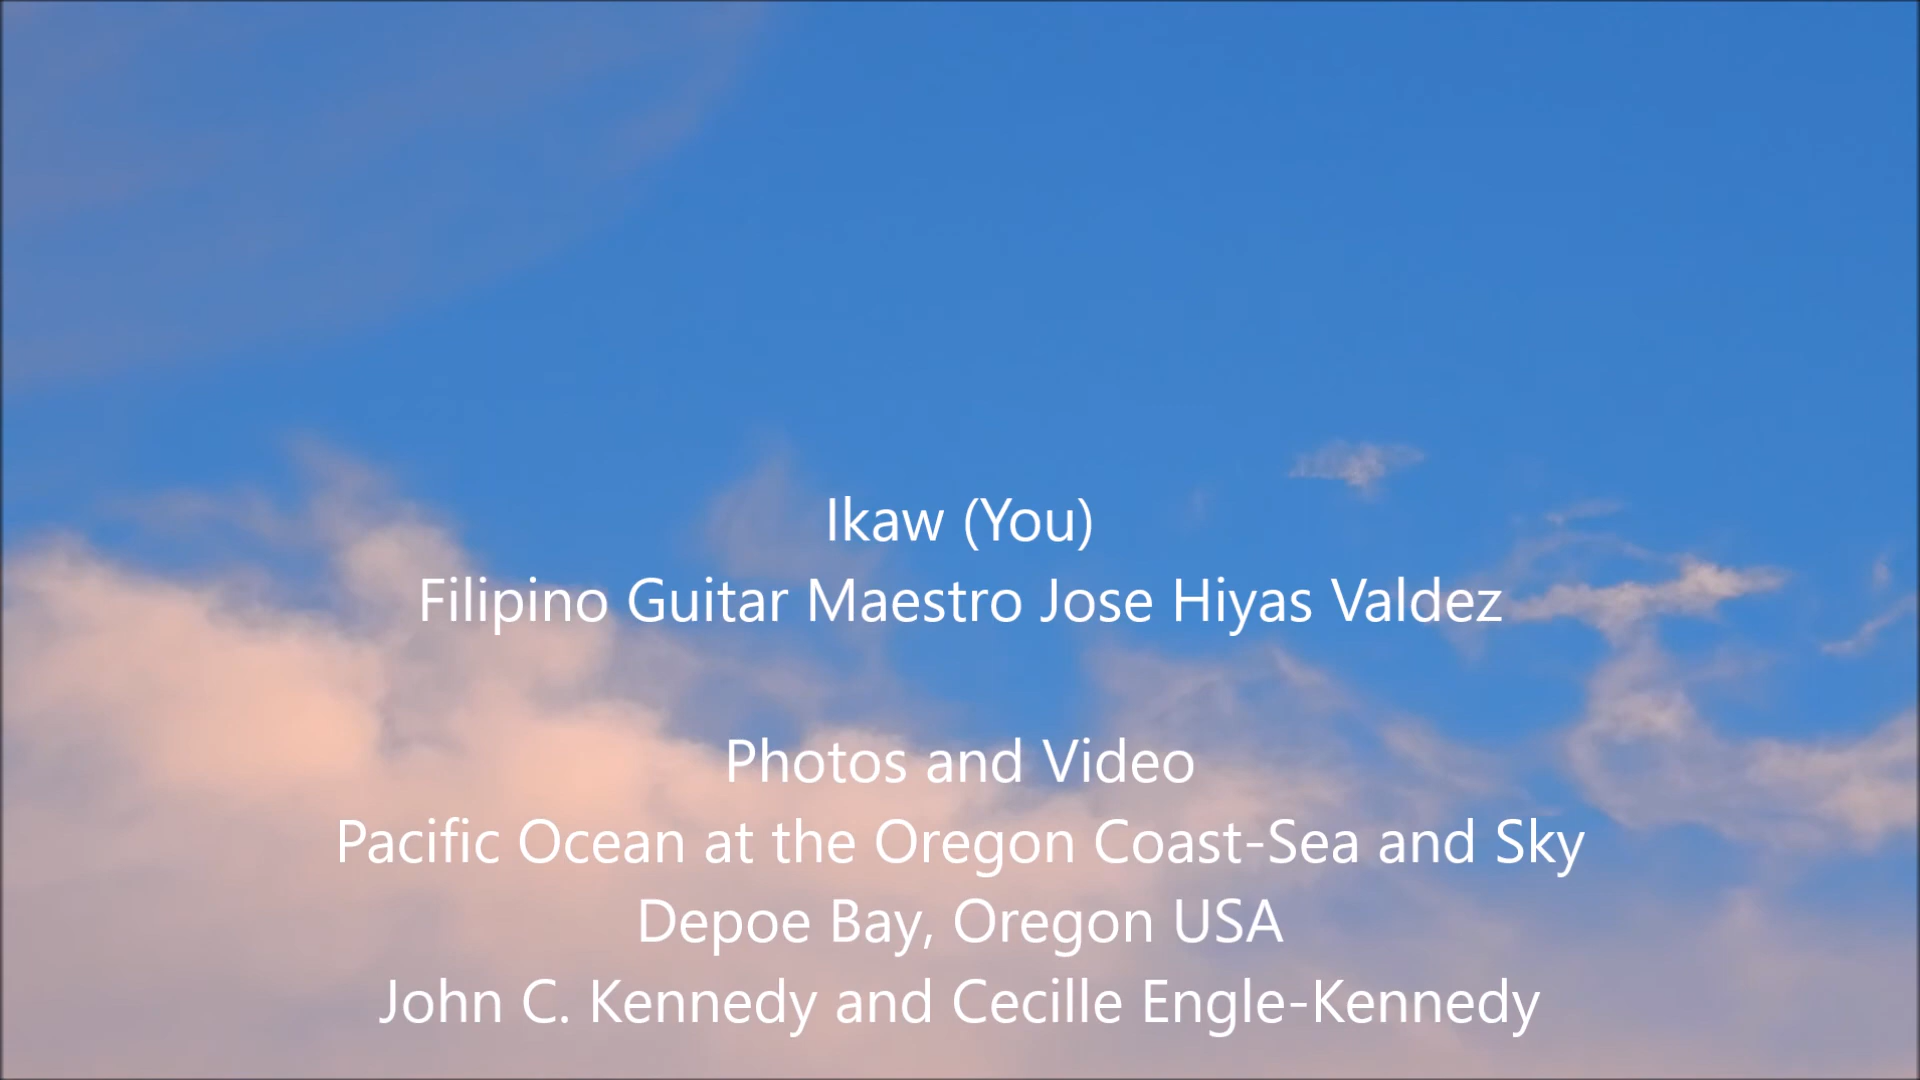 Ikaw (You)
Filipino Guitar Maestro Jose Hiyas Valdez
Photos and Video
Pacific Ocean at the Oregon Coast-Sea and Sky
Depoe Bay, Oregon USA
John C. Kennedy and Cecille Engle-Kennedy